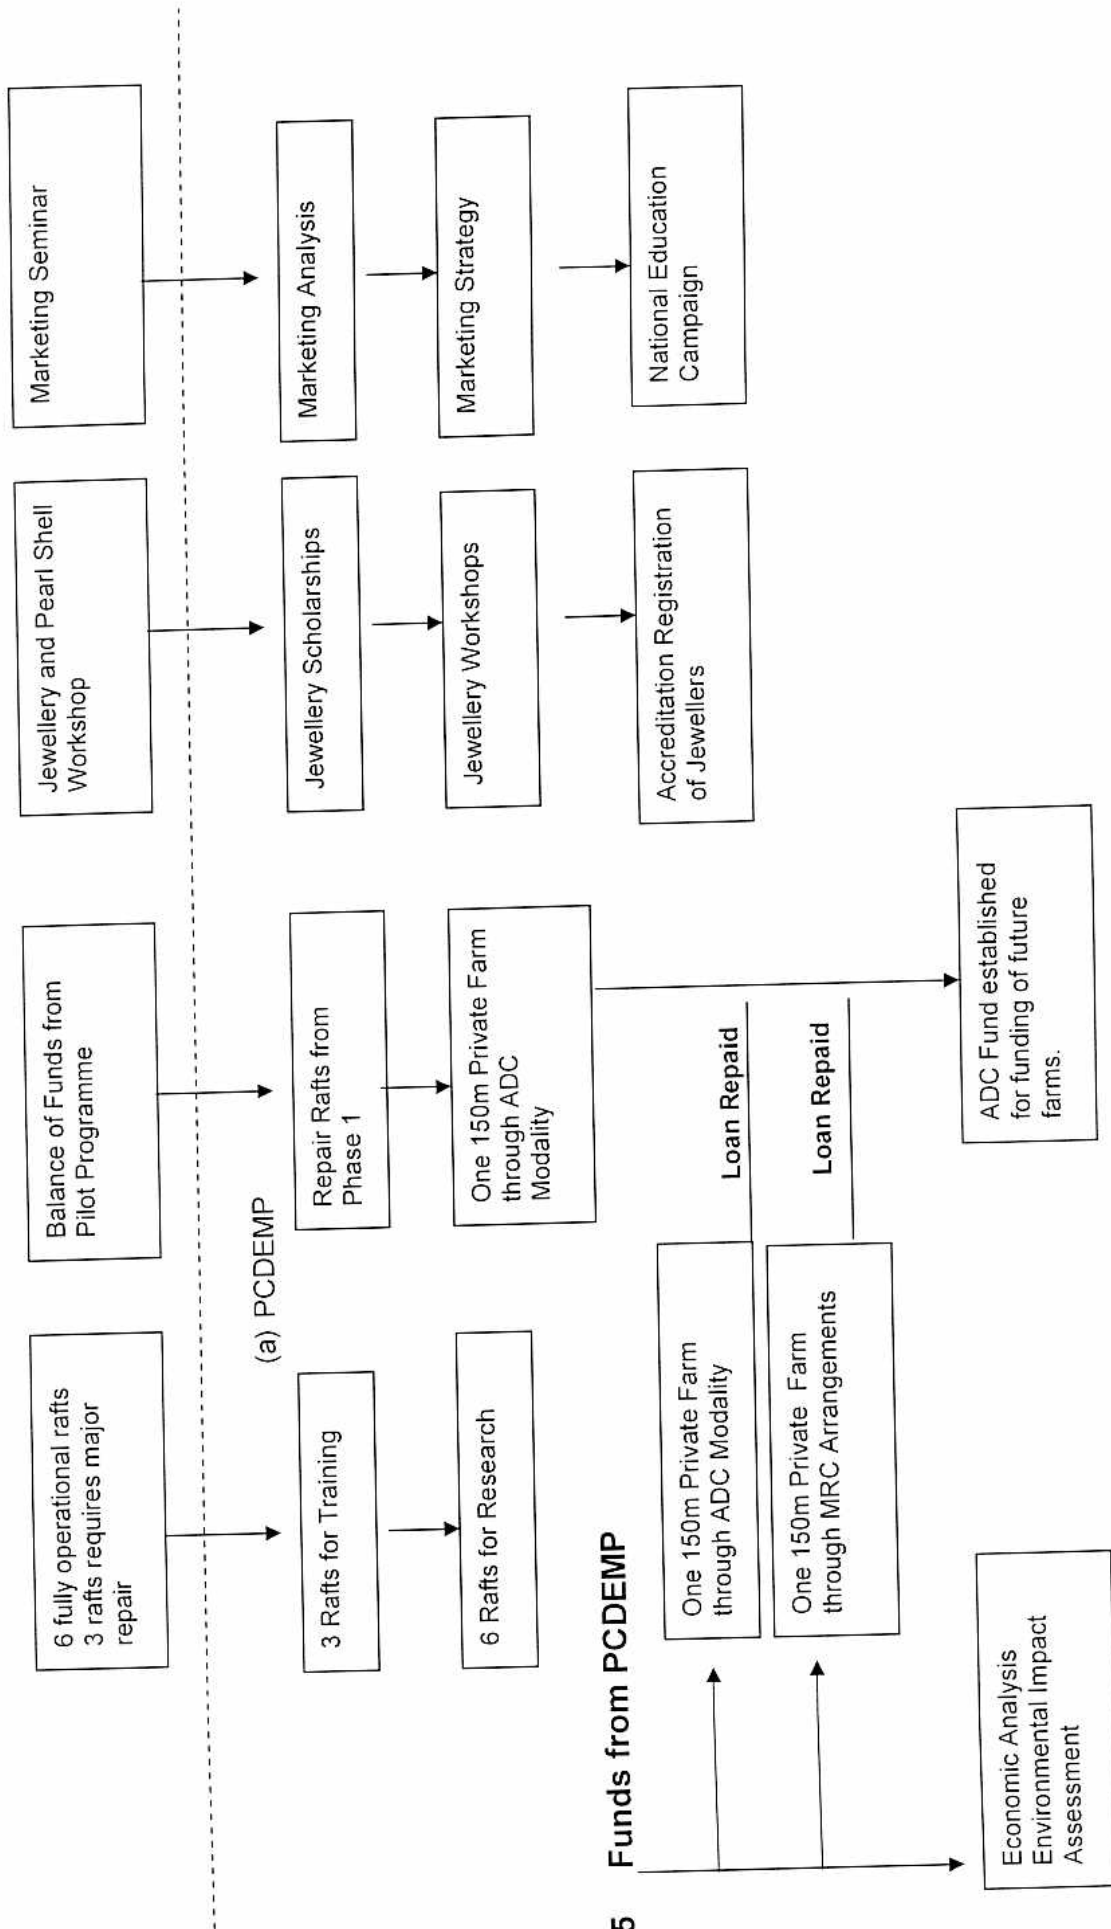 6 fully operational rafts
3 rafts requires major
repair
Balance of Funds from
Pilot Programme
Jewellery and Pearl Shell
Workshop
Marketing Seminar
(a) PCDEMP
3 Rafts for Training
Repair Rafts from
Phase 1
Jewellery Scholarships
Marketing Analysis
6 Rafts for Research
One 150m Private Farm
through ADC
Modality
Jewellery Workshops
Marketing Strategy
5 Funds from PCDEMP
One 150m Private Farm
through ADC Modality
Loan Repaid
Accreditation Registration
of Jewellers
National Education
Campaign
One 150m Private Farm
through MRC Arrangements
Loan Repaid
Economic Analysis
Environmental Impact
Assessment
ADC Fund established
for funding of future
farms.